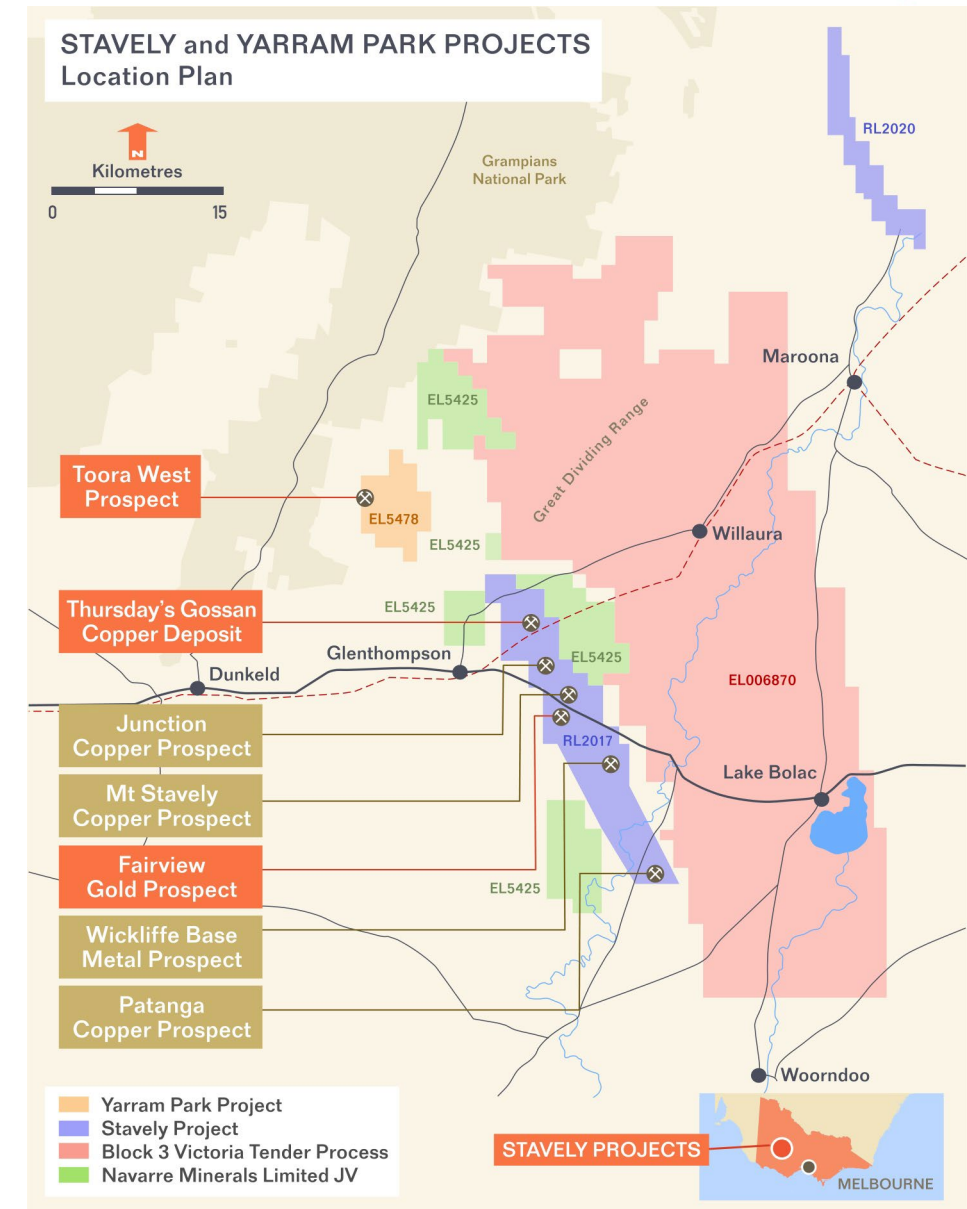 STAVELY and YARRAM PARK PROJECTS
Location Plan
N
Kilometres
0 15
Grampians
National Park
RL2020
Maroona
EL5425
Great Dividing Range
Toora West
Prospect
EL5478
Willaura
EL5425
Thursday's Gossan
Copper Deposit
EL5425
Glenthompson
EL5425
Dunkeld
EL006870
Junction
Copper Prospect
RL2017
Lake Bolac
Mt Stavely
Copper Prospect
Fairview
Gold Prospect
EL5425
Wickliffe Base
Metal Prospect
Patanga
Copper Prospect
Woorndoo
Yarram Park Project
Stavely Project
Block 3 Victoria Tender Process
Navarre Minerals Limited JV
STAVELY PROJECTS
MELBOURNE